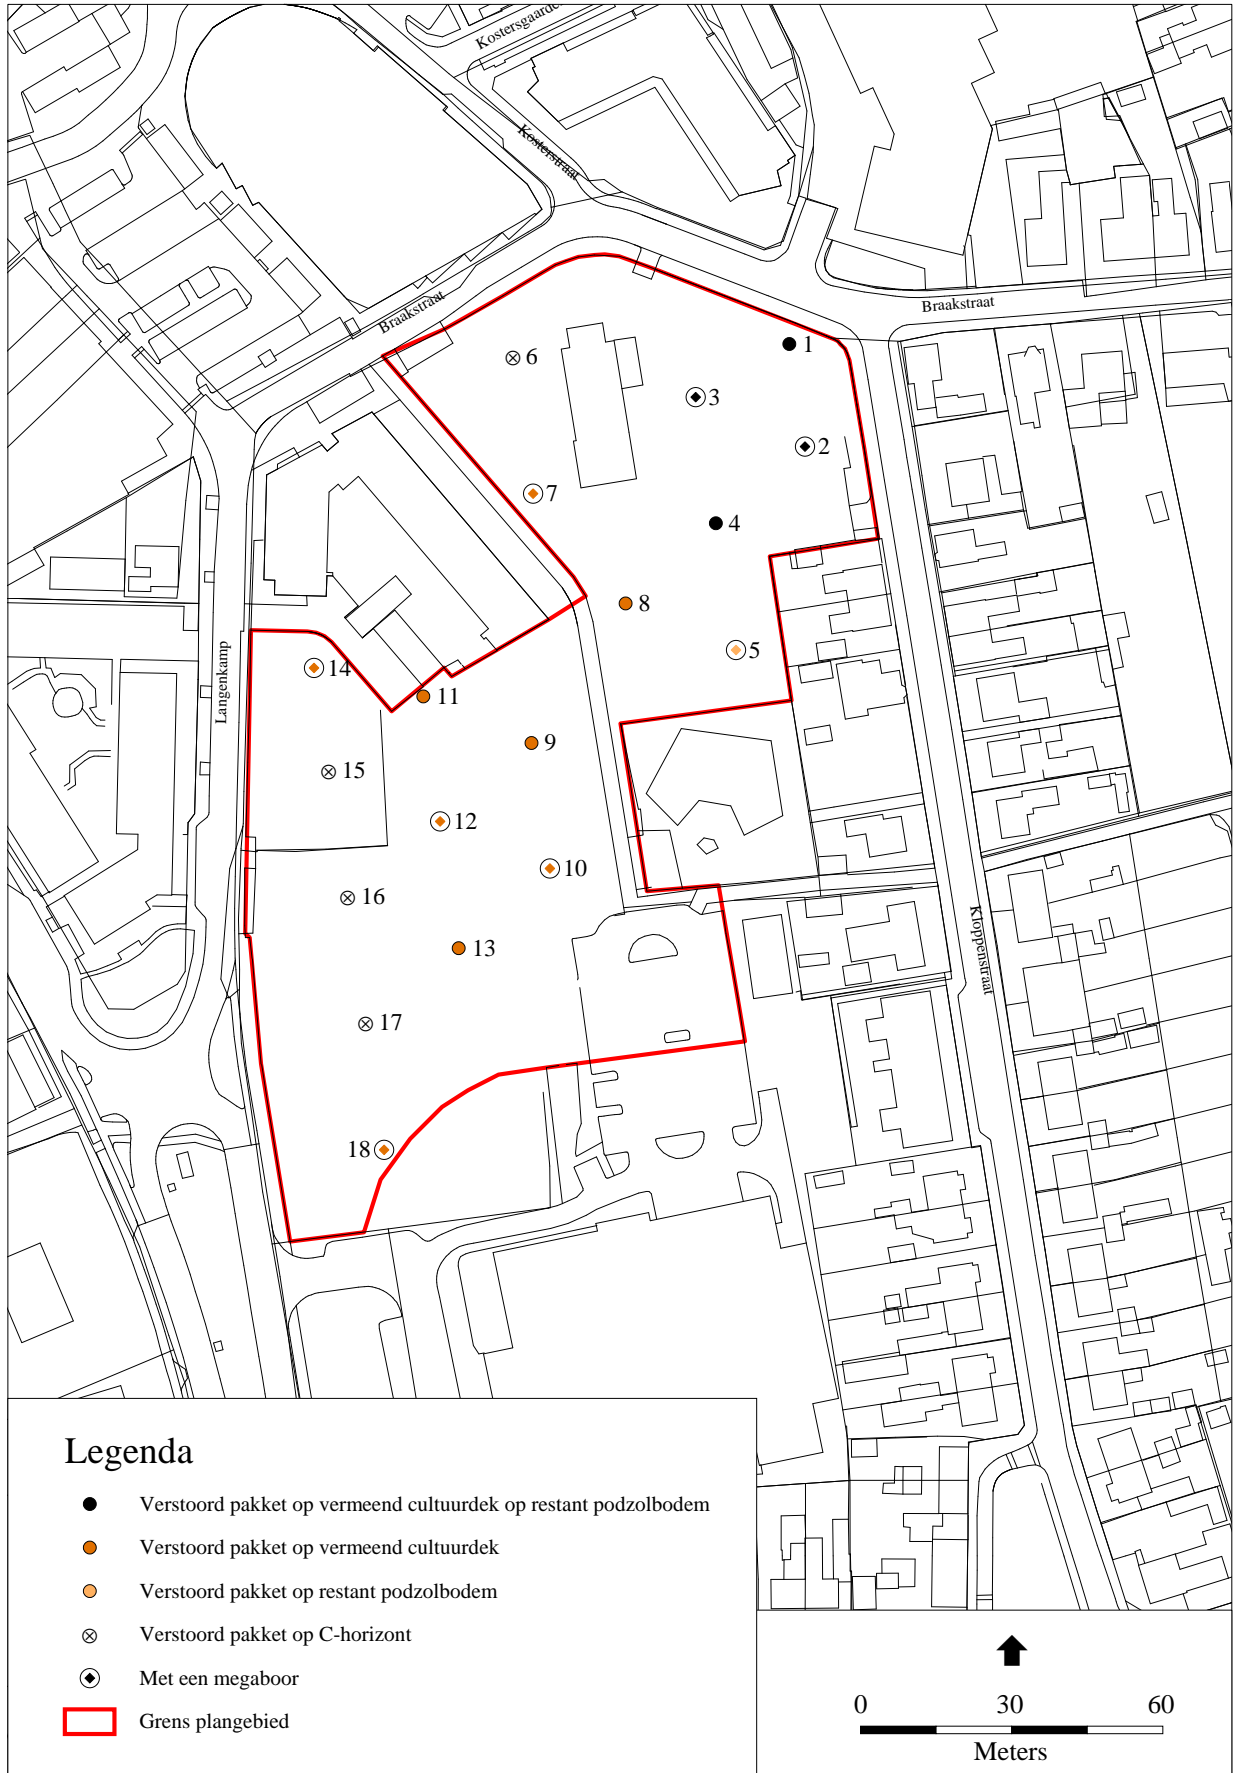 Kostersgaarde
Kosterstraat
Braakstraat
Braakstraat
1
6
3
2
7
4
8
5
14
11
Langenkamp
9
15
12
10
16
Kloppenstraat
13
17
18
Legenda
Verstoord pakket op vermeend cultuurdek op restant podzolbodem
Verstoord pakket op vermeend cultuurdek
Verstoord pakket op restant podzolbodem
Verstoord pakket op C-horizont
Met een megaboor
Grens plangebied
0 30 60
Meters